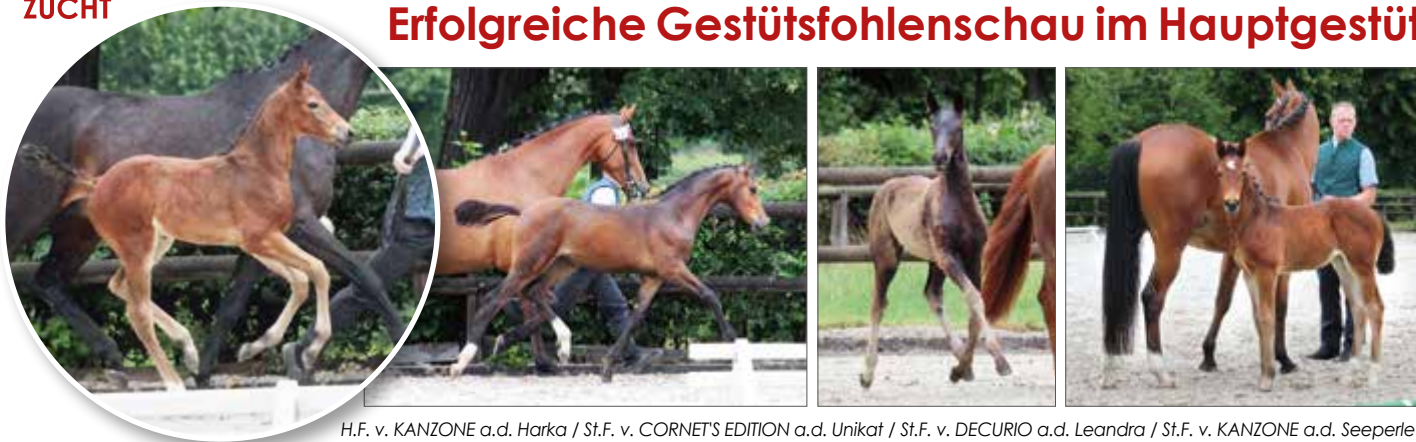 ZUCHT
Erfolgreiche Gestütsfohlenschau im Hauptgestüt
H.F. v. KANZONE a.d. Harka / St.F. v. CORNET'S EDITION a.d. Unikat / St.F. v. DECURIO a.d. Leandra / St.F. v. KANZONE a.d. Seeperle